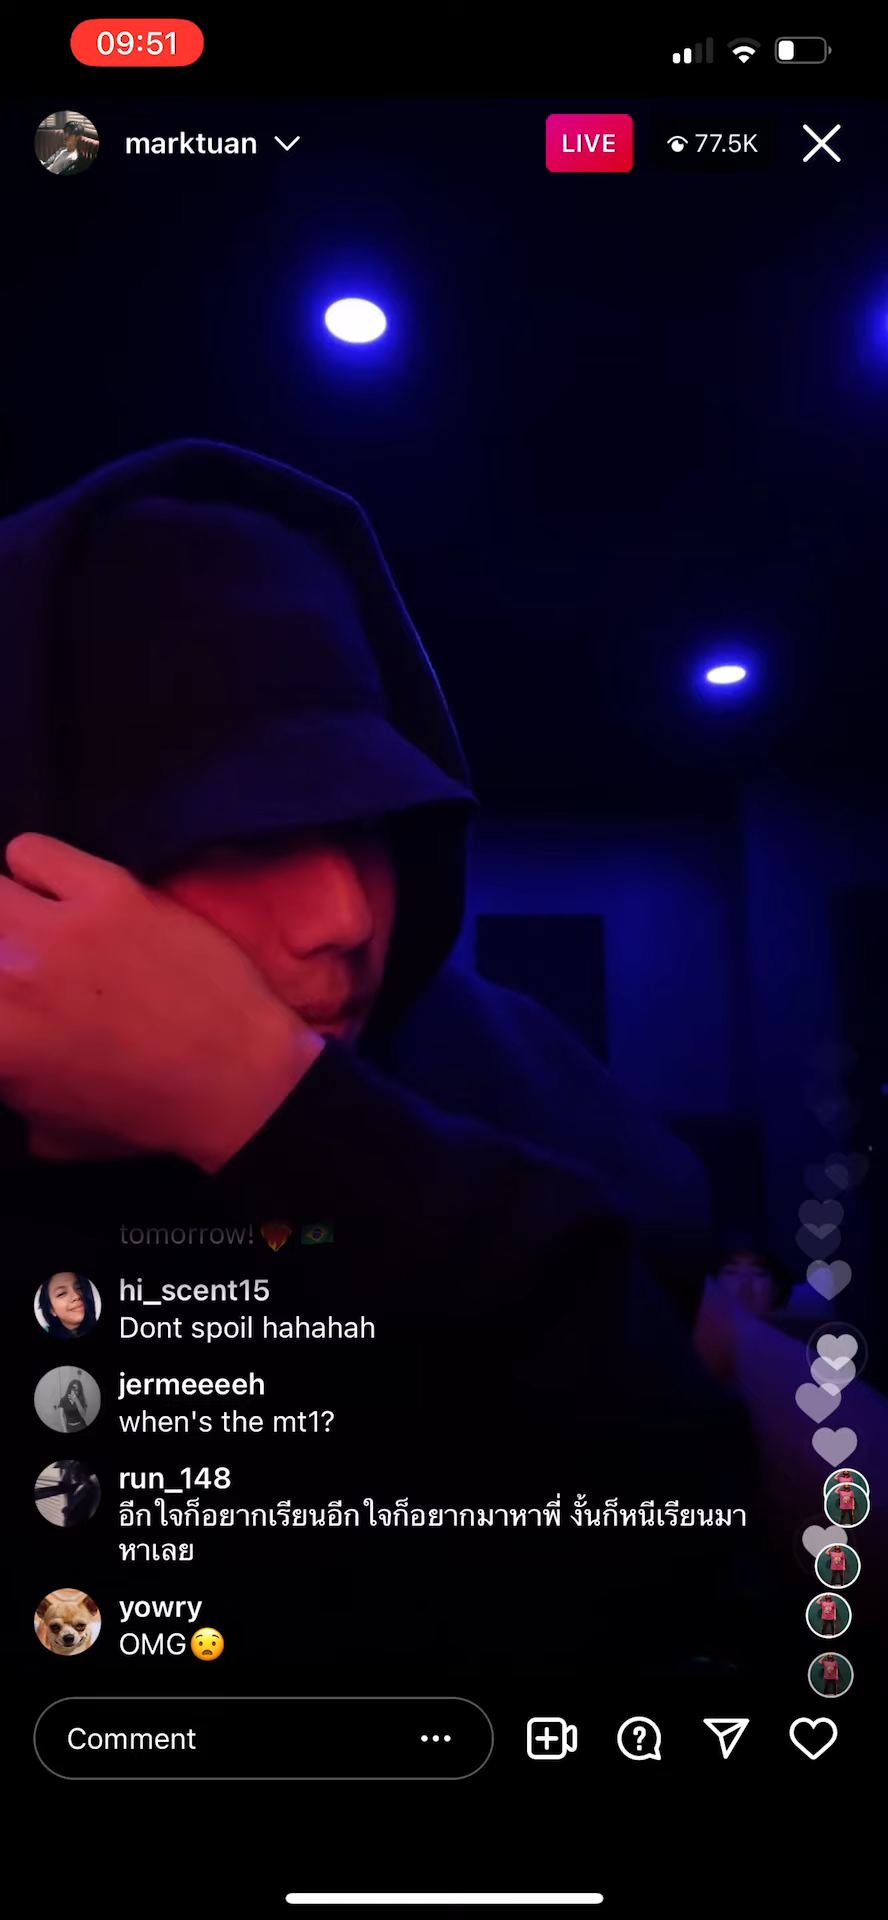 09:51
marktuan
LIVE
77.5K
tomorrow!❤️‍🔥 🇧🇷
hi_scent15
Dont spoil hahahah
jermeeeeh
when's the mt1?
run_148
อีกใจก็อยากเรียนอีกใจก็อยากมาหาพี่ งั้นก็หนีเรียนมา
หาเลย
yowry
OMG😧
Comment